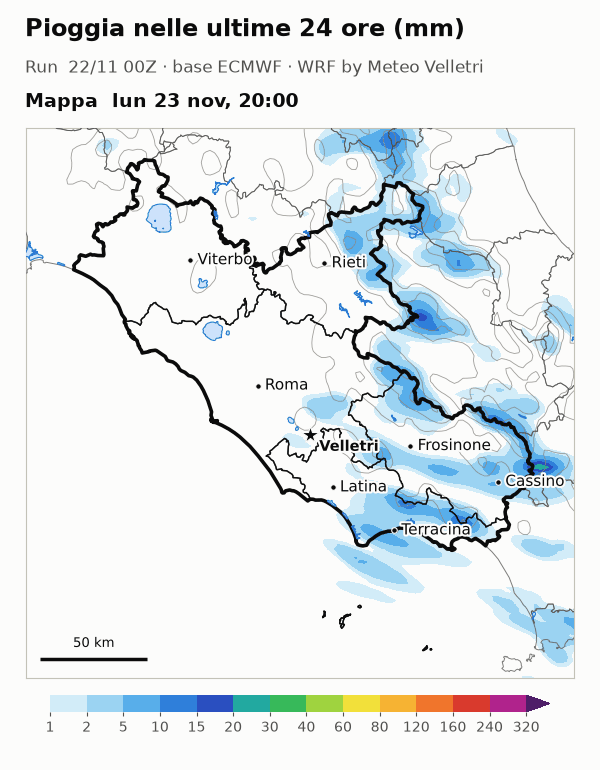 Pioggia nelle ultime 24 ore (mm)
Run  22/11 00Z · base ECMWF · WRF by Meteo Velletri
Mappa  lun 23 nov, 20:00
Viterbo
Rieti
Roma
Velletri
Frosinone
Cassino
Latina
Terracina
50 km
1 2 5 10 15 20 30 40 60 80 120 160 240 320